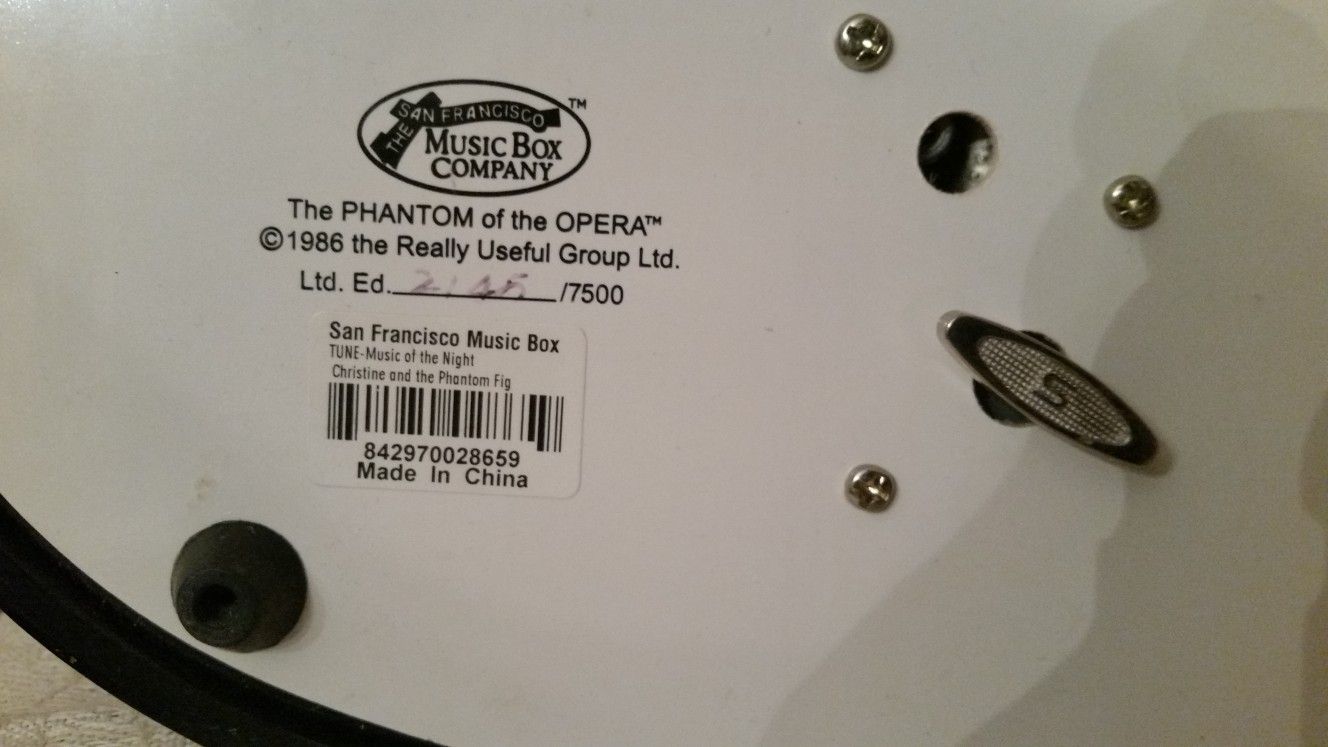 THE SAN FRANCISCO ™
MUSIC BOX
COMPANY
The PHANTOM of the OPERA™
©1986 the Really Useful Group Ltd.
Ltd. Ed. /7500
San Francisco Music Box
TUNE-Music of the Night
Christine and the Phantom Fig
842970028659
Made In China
S